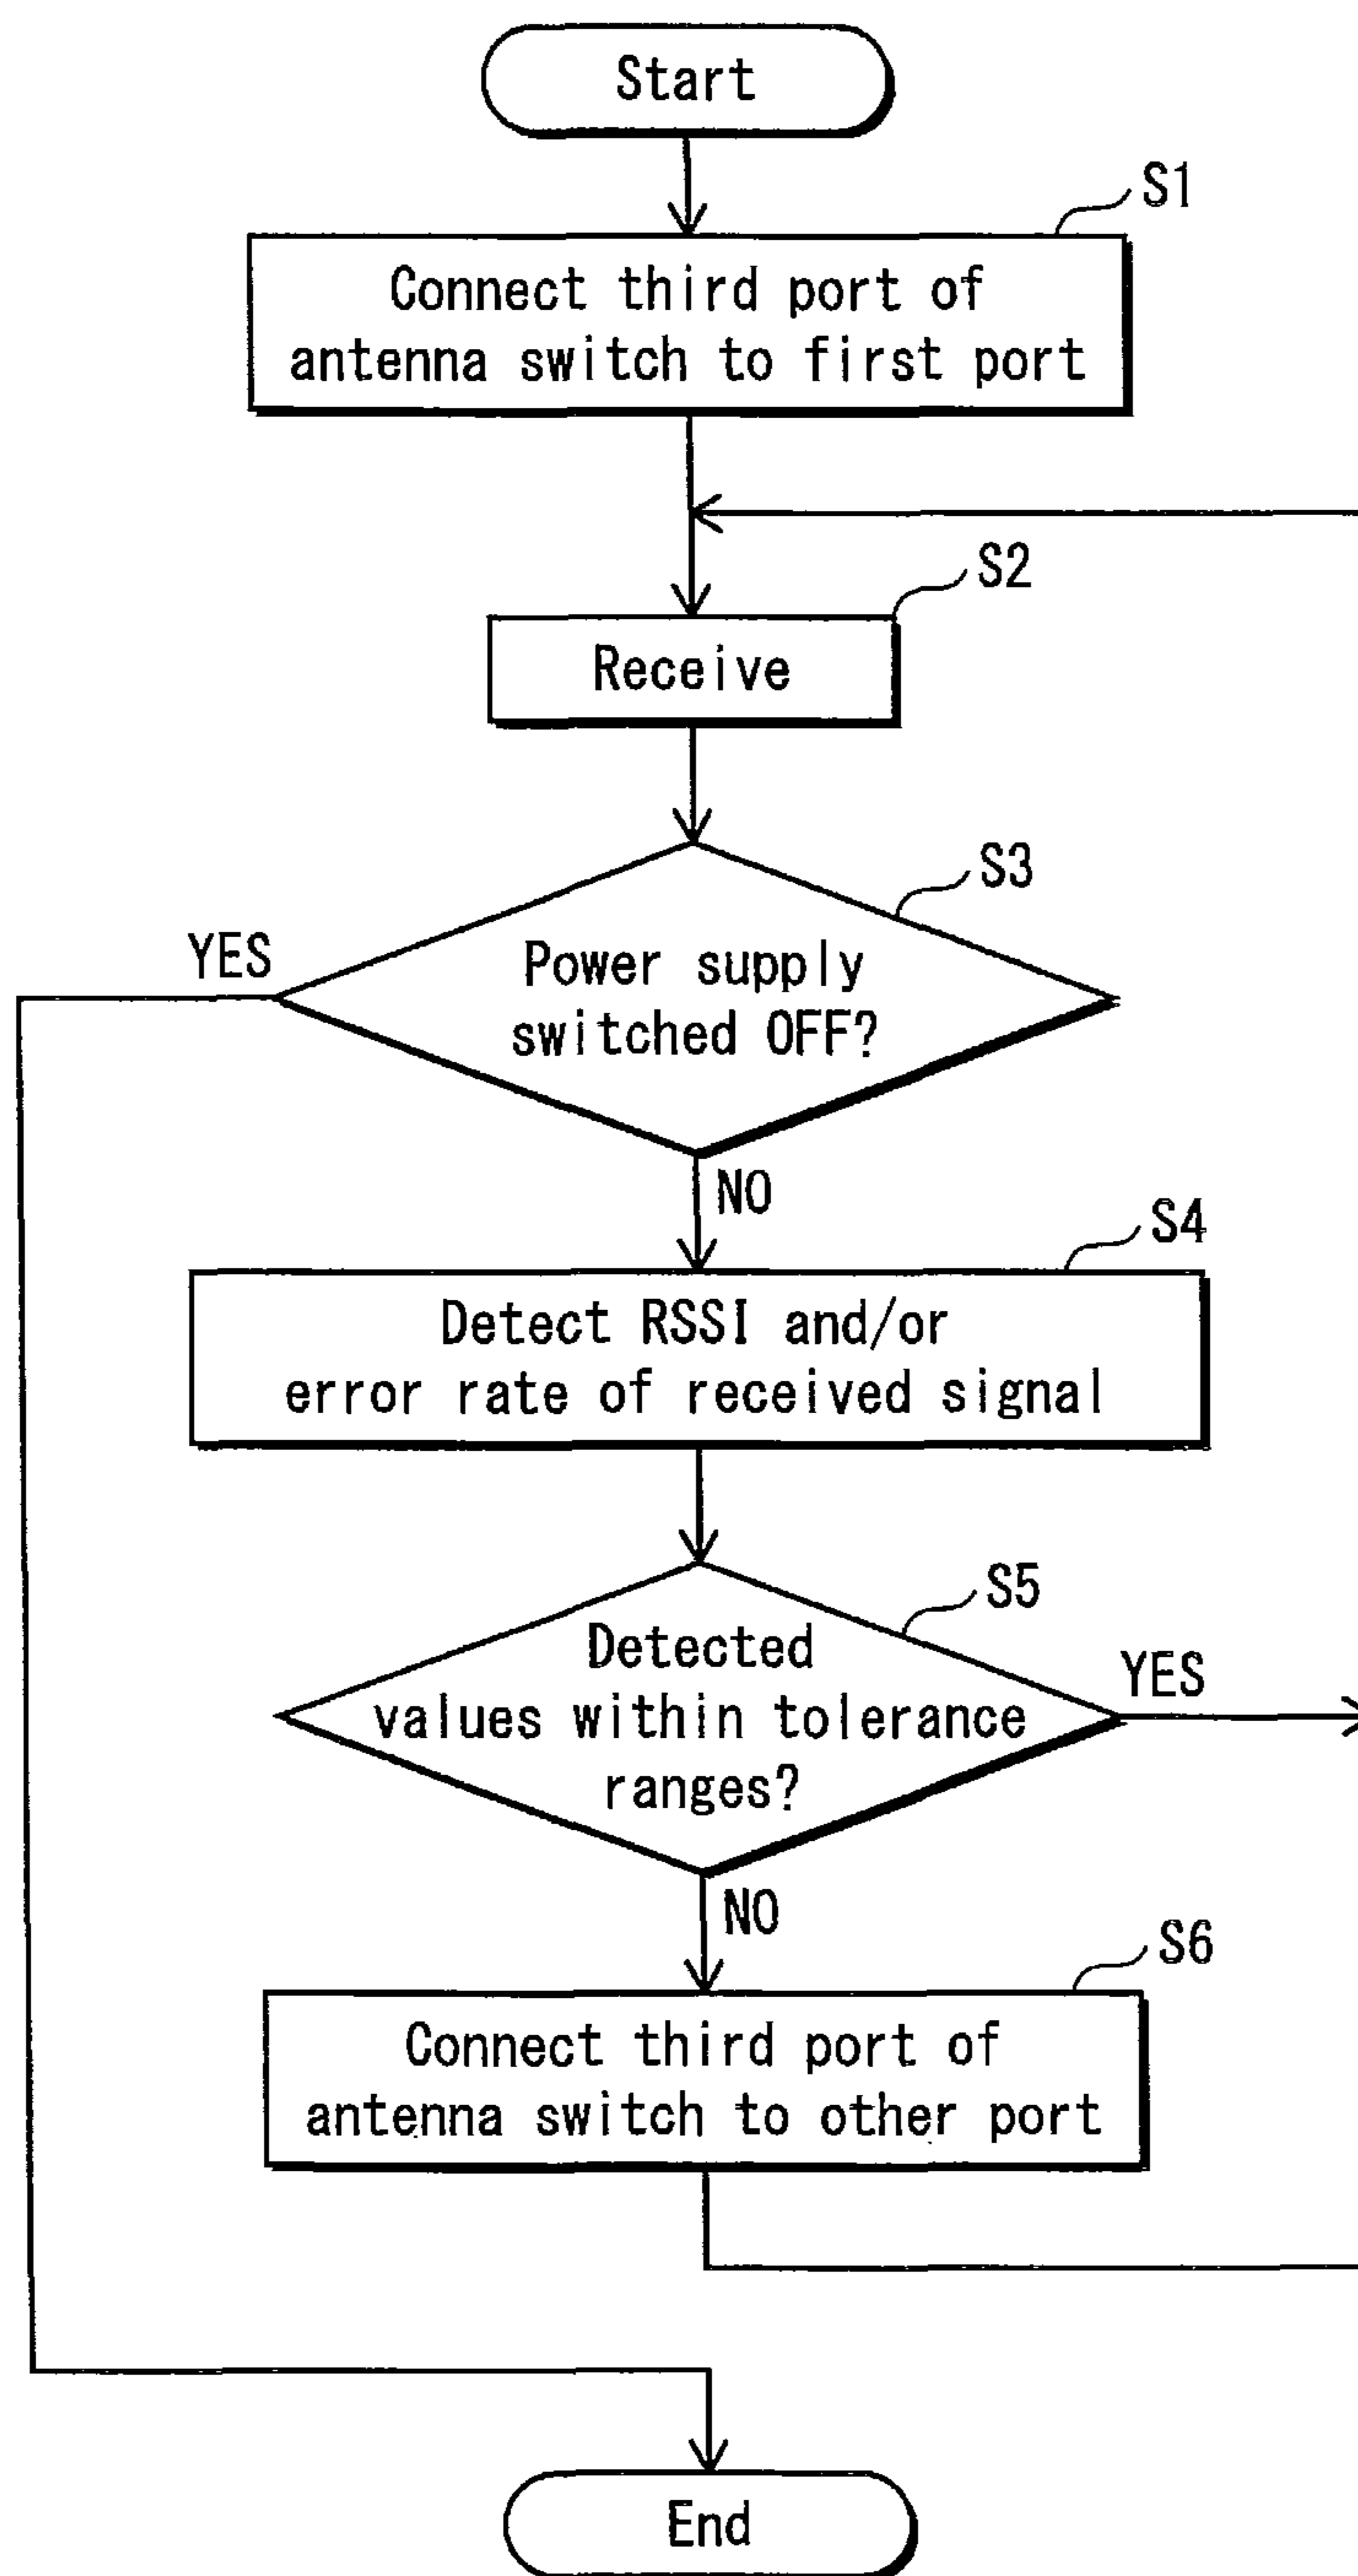 Start
S1
Connect third port of
antenna switch to first port
S2
Receive
S3
YES
Power supply
switched OFF?
NO
S4
Detect RSSI and/or
error rate of received signal
S5
Detected
values within tolerance
ranges?
YES
NO
S6
Connect third port of
antenna switch to other port
End